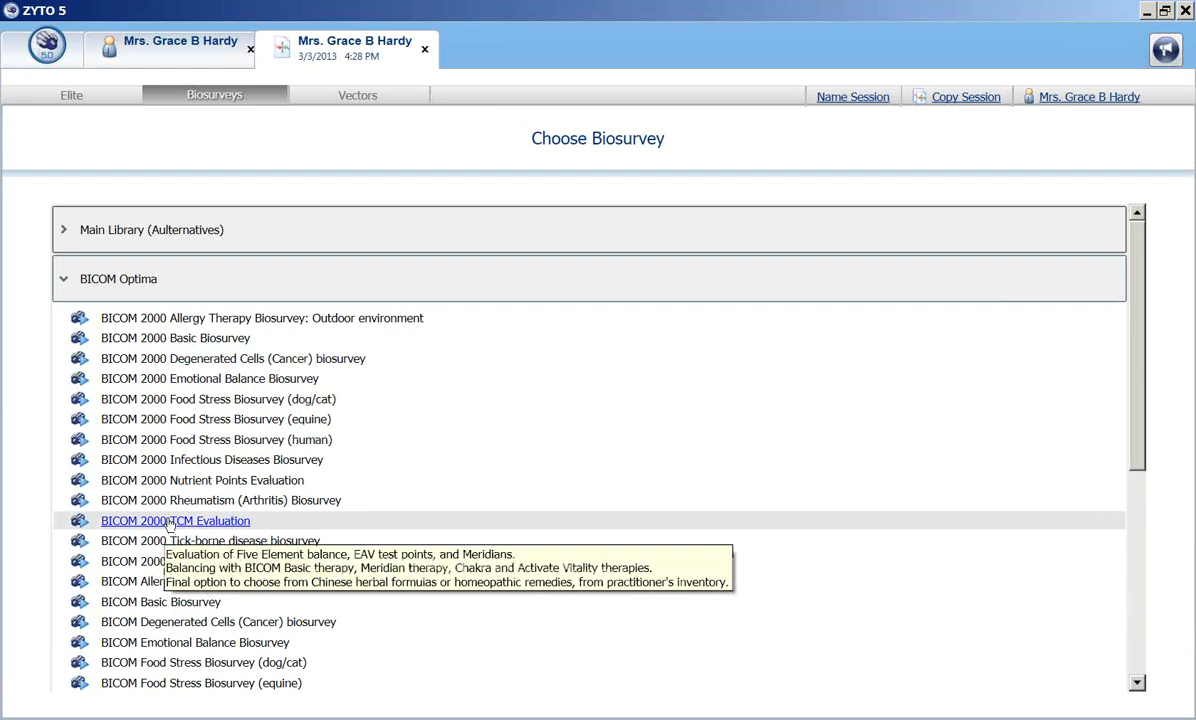 ZYTO 5
5.0
Mrs. Grace B Hardy
Mrs. Grace B Hardy
3/3/2013 4:28 PM
Elite
Biosurveys
Vectors
Name Session
Copy Session
Mrs. Grace B Hardy
Choose Biosurvey
Main Library (Aulternatives)
BICOM Optima
BICOM 2000 Allergy Therapy Biosurvey: Outdoor environment
BICOM 2000 Basic Biosurvey
BICOM 2000 Degenerated Cells (Cancer) biosurvey
BICOM 2000 Emotional Balance Biosurvey
BICOM 2000 Food Stress Biosurvey (dog/cat)
BICOM 2000 Food Stress Biosurvey (equine)
BICOM 2000 Food Stress Biosurvey (human)
BICOM 2000 Infectious Diseases Biosurvey
BICOM 2000 Nutrient Points Evaluation
BICOM 2000 Rheumatism (Arthritis) Biosurvey
BICOM 2000 TCM Evaluation
BICOM 2000 Tick-borne disease biosurvey
Evaluation of Five Element balance, EAV test points, and Meridians.
BICOM 2000
Balancing with BICOM Basic therapy, Meridian therapy, Chakra and Activate Vitality therapies.
BICOM Aller
Final option to choose from Chinese herbal formulas or homeopathic remedies, from practitioner's inventory.
BICOM Basic Biosurvey
BICOM Degenerated Cells (Cancer) biosurvey
BICOM Emotional Balance Biosurvey
BICOM Food Stress Biosurvey (dog/cat)
BICOM Food Stress Biosurvey (equine)